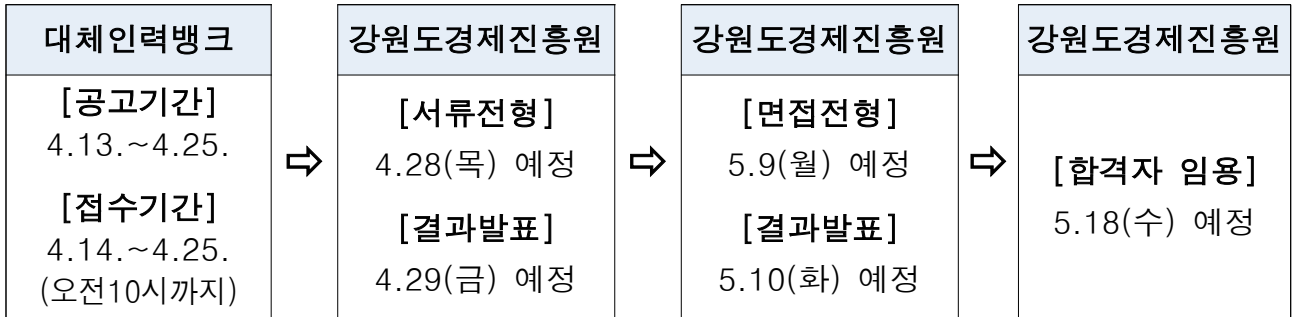 대체인력뱅크
[공고기간]
4.13.~4.25.
[접수기간]
4.14.~4.25.
(오전10시까지)
⇨
강원도경제진흥원
[서류전형]
4.28(목) 예정
[결과발표]
4.29(금) 예정
⇨
강원도경제진흥원
[면접전형]
5.9(월) 예정
[결과발표]
5.10(화) 예정
⇨
강원도경제진흥원
[합격자 임용]
5.18(수) 예정